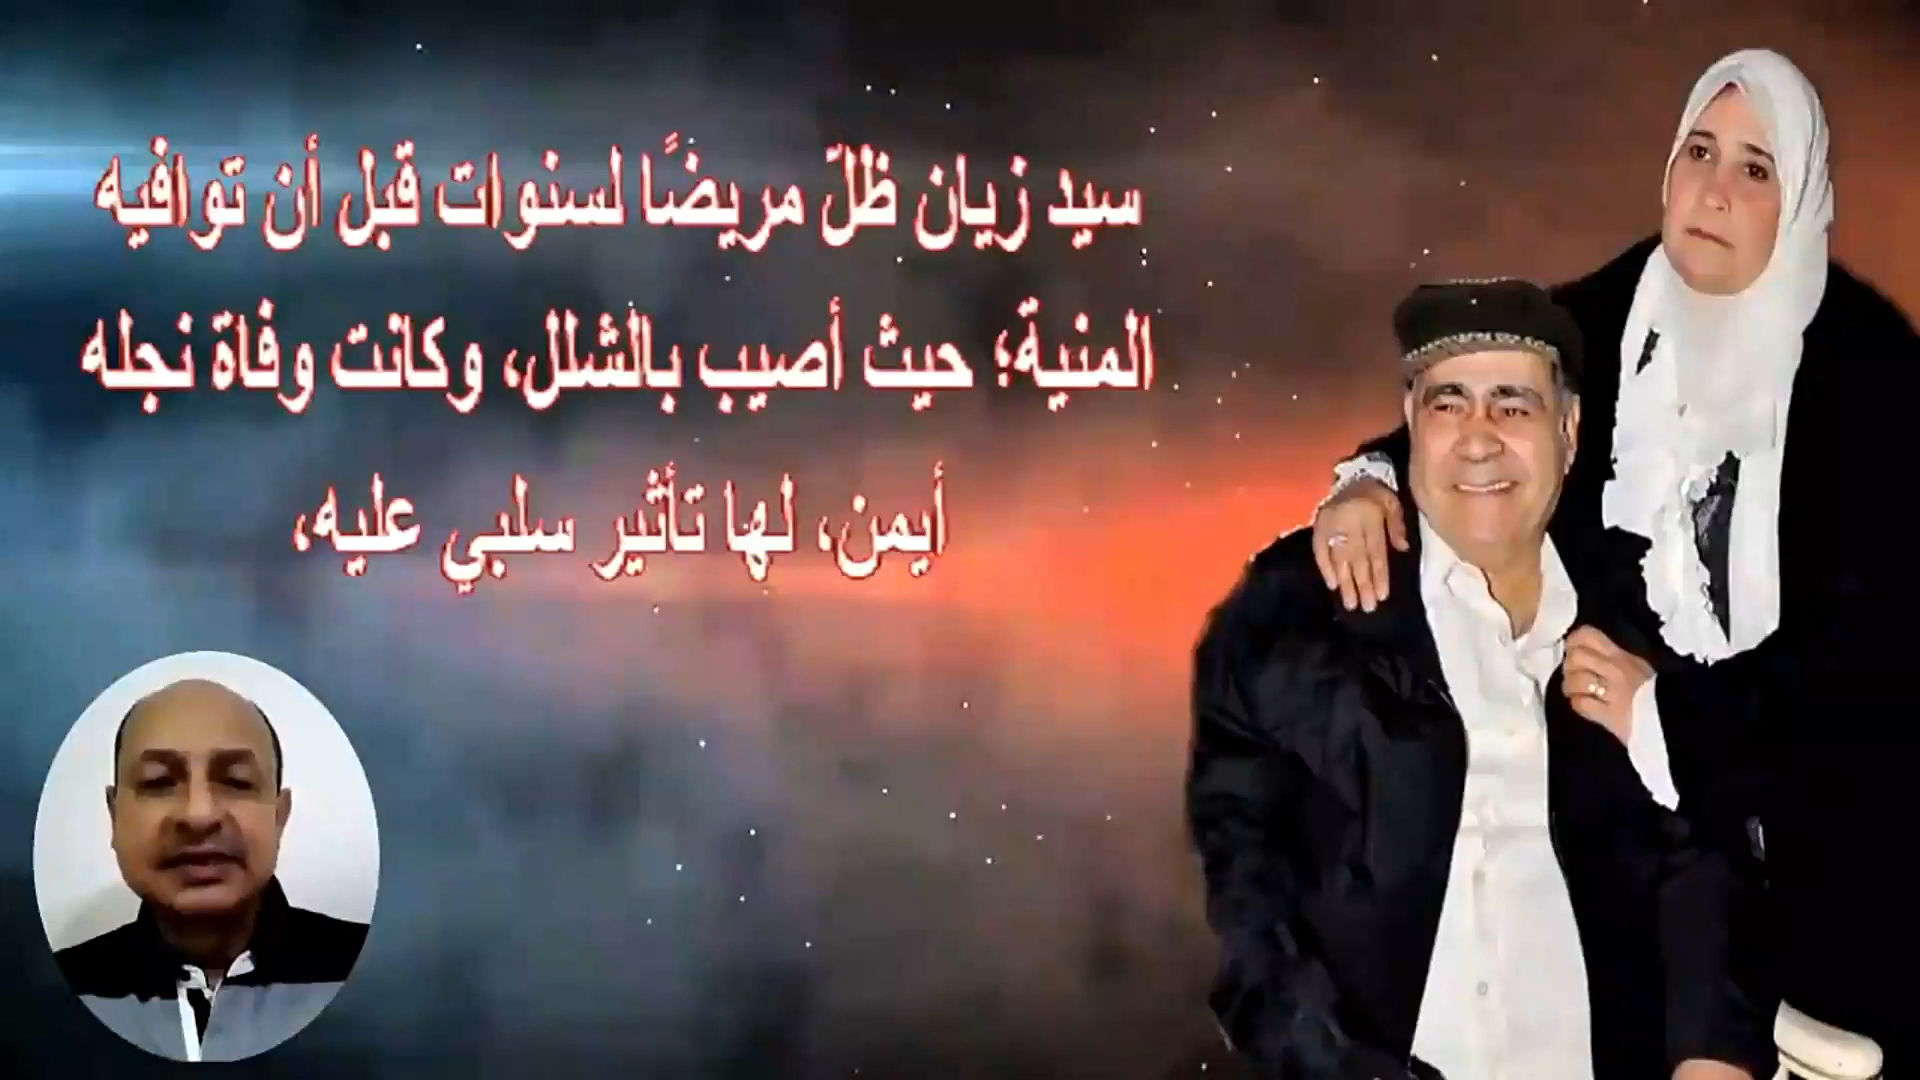 سيد زيان ظلّ مريضًا لسنوات قبل أن توافيه
المنية؛ حيث أصيب بالشلل، وكانت وفاة نجله
أيمن، لها تأثير سلبي عليه،